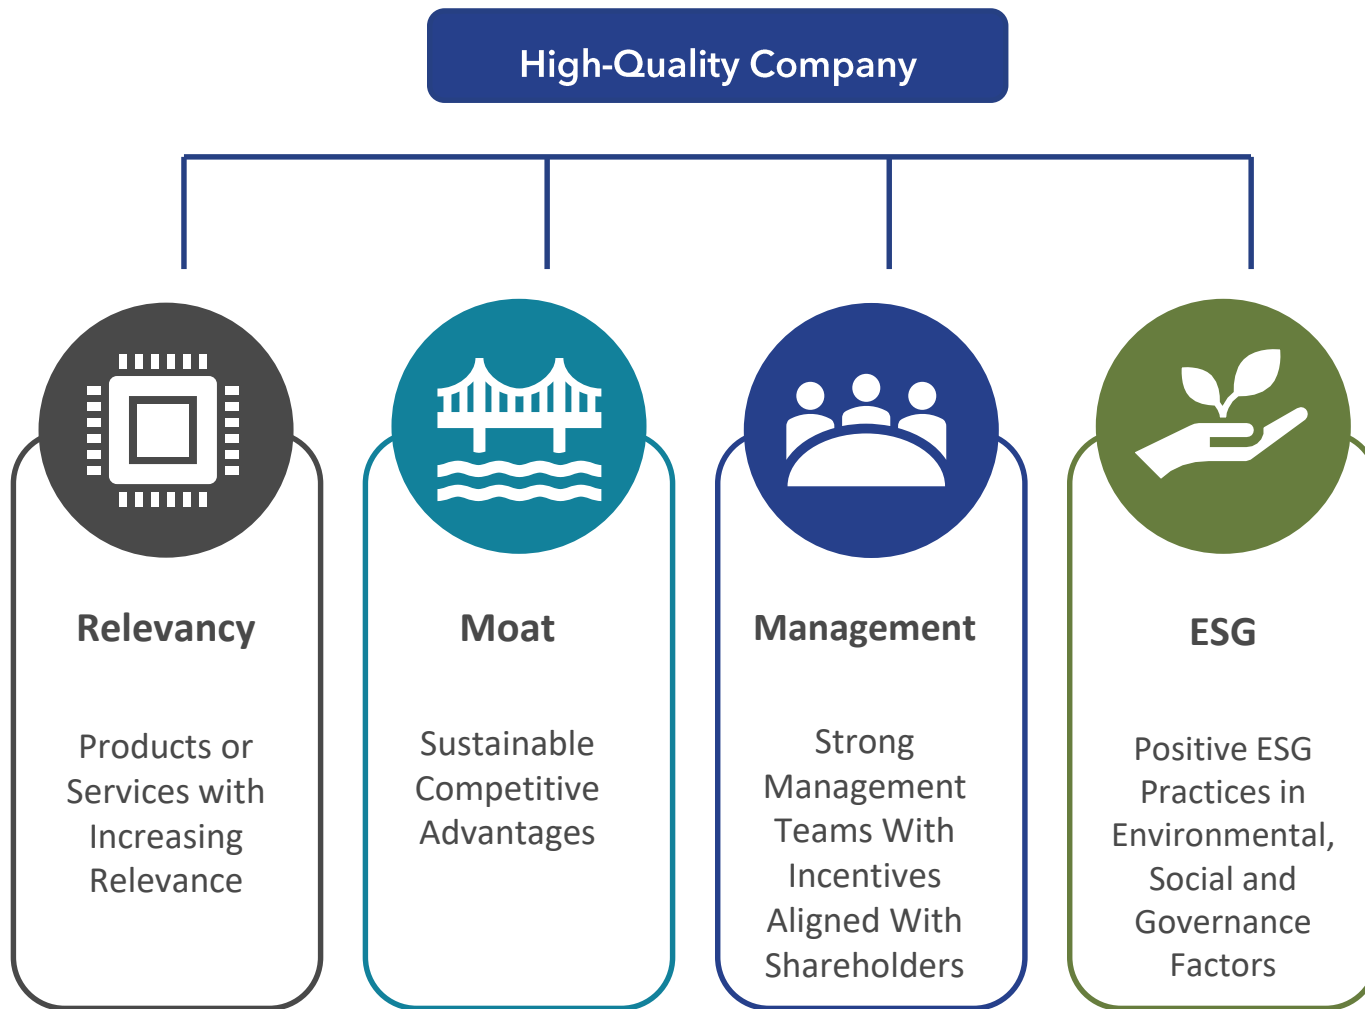 High-Quality Company
Relevancy
Products or
Services with
Increasing
Relevance
Moat
Sustainable
Competitive
Advantages
Management
Strong
Management
Teams With
Incentives
Aligned With
Shareholders
ESG
Positive ESG
Practices in
Environmental,
Social and
Governance
Factors